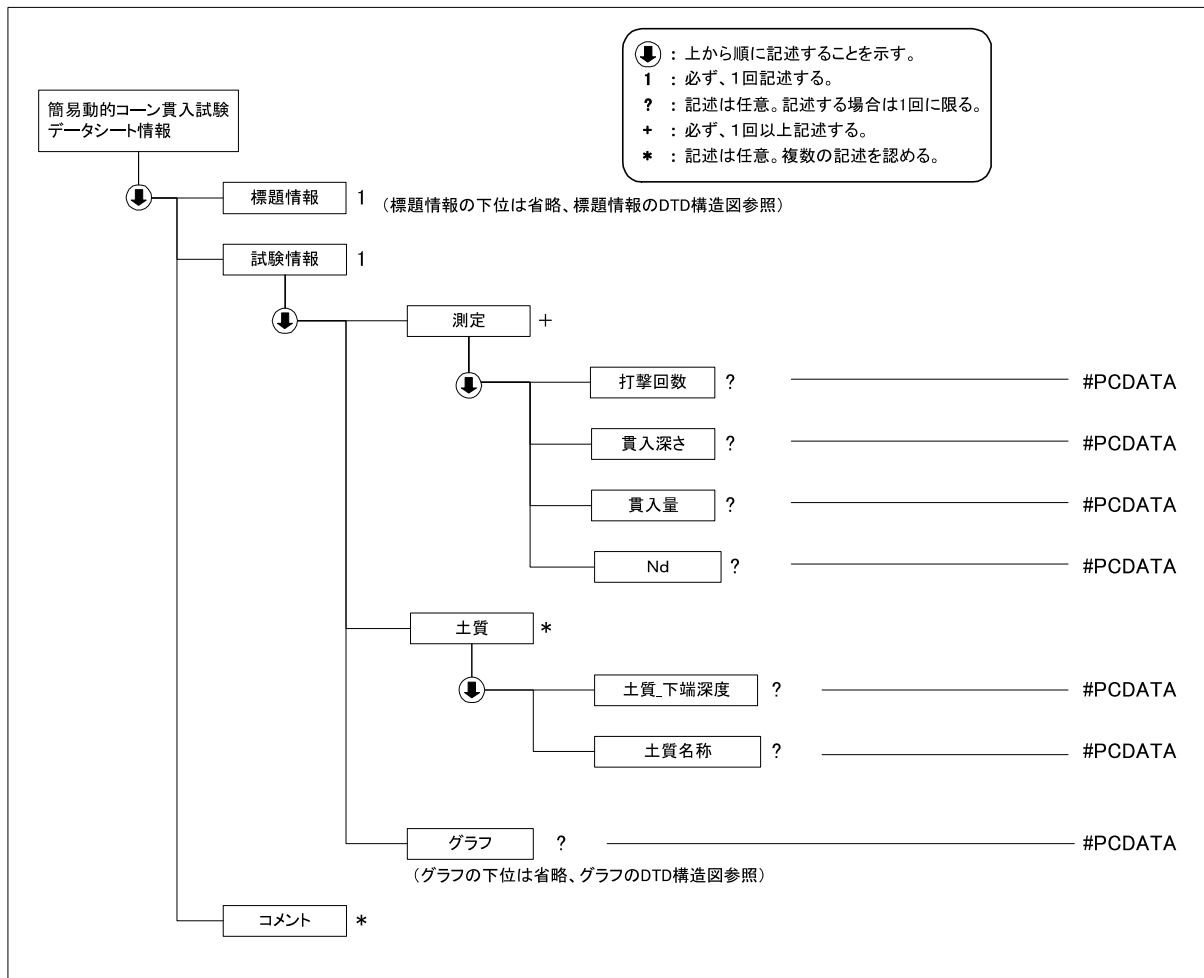 : 上から順に記述することを示す。
1 : 必ず、1回記述する。
? : 記述は任意。記述する場合は1回に限る。
+ : 必ず、1回以上記述する。
* : 記述は任意。複数の記述を認める。
簡易動的コーン貫入試験
データシート情報
標題情報 1 (標題情報の下位は省略、標題情報のDTD構造図参照)
試験情報 1
測定 +
打撃回数 ? #PCDATA
貫入深さ ? #PCDATA
貫入量 ? #PCDATA
Nd ? #PCDATA
土質 *
土質_下端深度 ? #PCDATA
土質名称 ? #PCDATA
グラフ ? #PCDATA
(グラフの下位は省略、グラフのDTD構造図参照)
コメント *